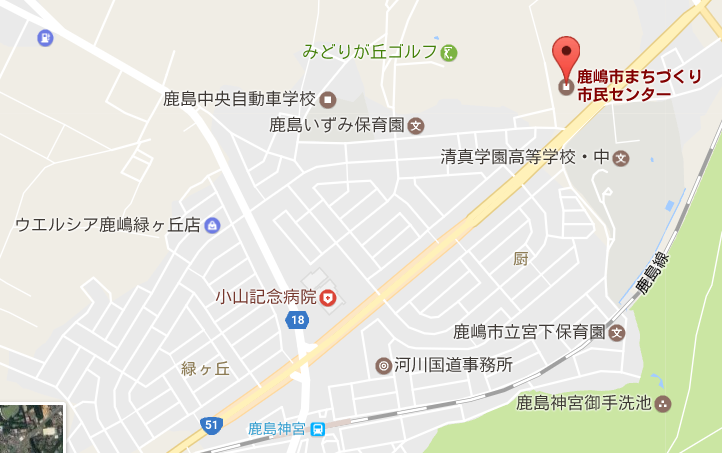 みどりが丘ゴルフ
鹿嶋市まちづくり
市民センター
鹿島中央自動車学校
鹿島いずみ保育園
清真学園高等学校・中
ウエルシア鹿嶋緑ヶ丘店
厨
鹿島線
小山記念病院
18
鹿嶋市立宮下保育園
緑ヶ丘
河川国道事務所
鹿島神宮御手洗池
51
鹿島神宮